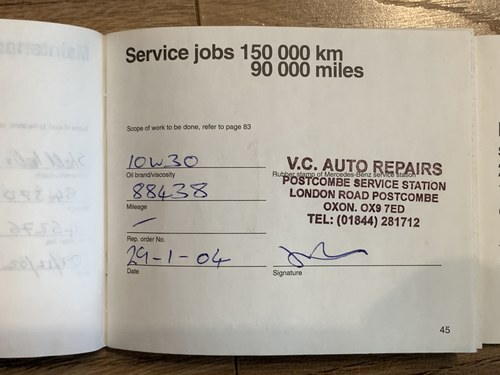 Service jobs 150 000 km
90 000 miles
Scope of work to be done, refer to page 83
10W30
Oil brand/viscosity
88438
Mileage
Rep. order No.
29-1-04
Date
Rubber stamp of Mercedes-Benz service station
V.C. AUTO REPAIRS
POSTCOMBE SERVICE STATION
LONDON ROAD POSTCOMBE
OXON. OX9 7ED
TEL: (01844) 281712
Signature
45